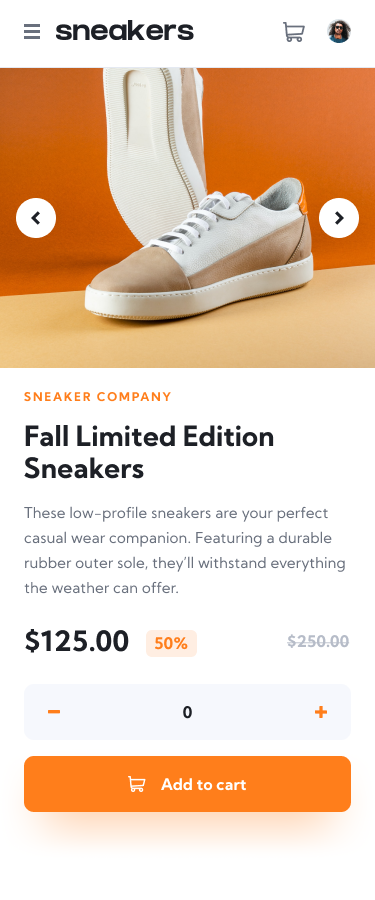 sneakers
SNEAKER COMPANY
Fall Limited Edition
Sneakers
These low-profile sneakers are your perfect
casual wear companion. Featuring a durable
rubber outer sole, they’ll withstand everything
the weather can offer.
$125.00 50% $250.00
0
Add to cart